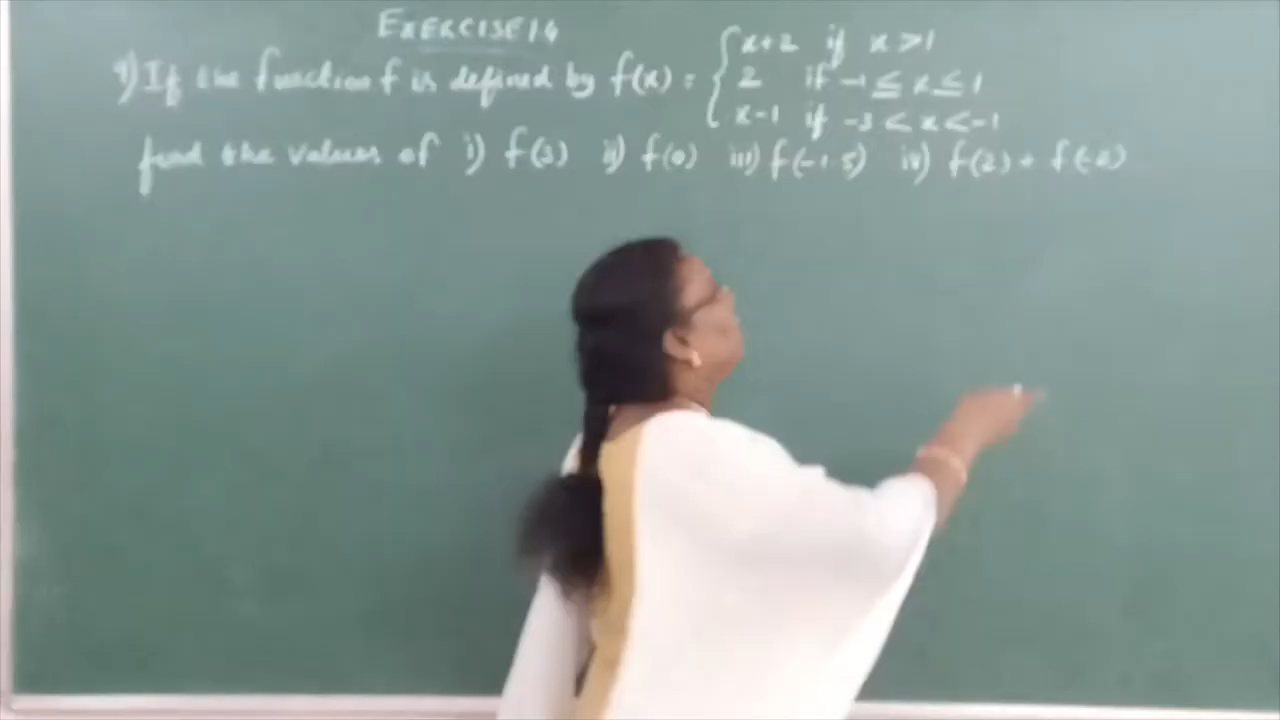 EXERCISE 1.4
9) If the function f is defined by f(x) = { x+2 if x > 1
2 if -1 ≤ x ≤ 1
x-1 if -3 < x < -1
find the values of i) f(3) ii) f(0) iii) f(-1.5) iv) f(2) + f(-2)